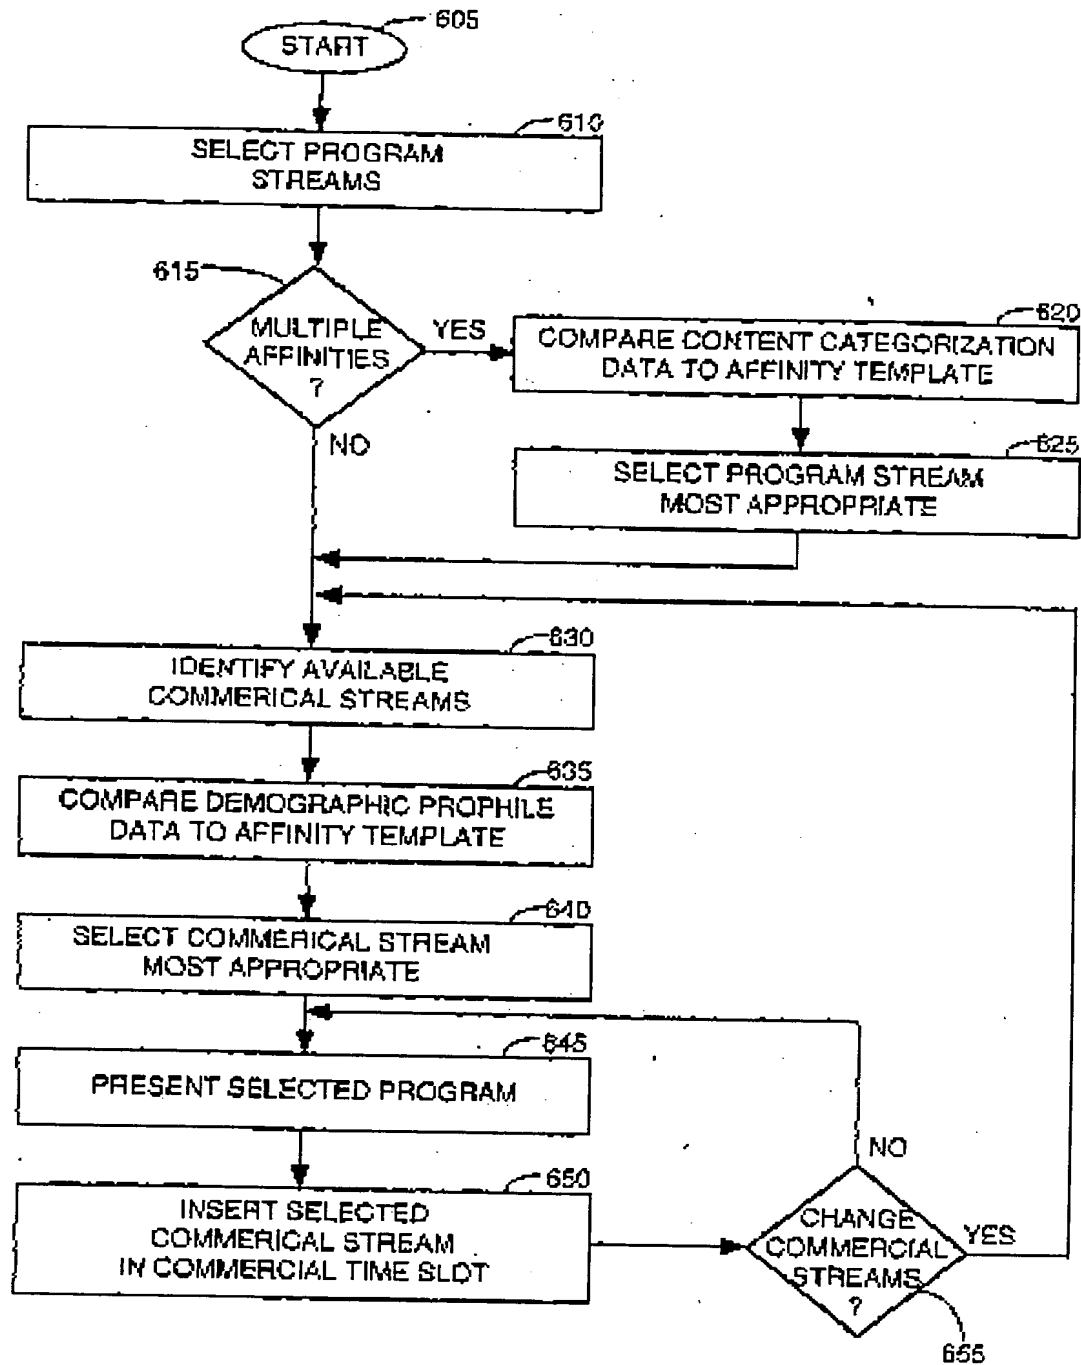 605
START
610
SELECT PROGRAM
STREAMS
615
MULTIPLE
AFFINITIES
?
YES
NO
620
COMPARE CONTENT CATEGORIZATION
DATA TO AFFINITY TEMPLATE
625
SELECT PROGRAM STREAM
MOST APPROPRIATE
630
IDENTIFY AVAILABLE
COMMERICAL STREAMS
635
COMPARE DEMOGRAPHIC PROPHILE
DATA TO AFFINITY TEMPLATE
640
SELECT COMMERICAL STREAM
MOST APPROPRIATE
645
PRESENT SELECTED PROGRAM
650
INSERT SELECTED
COMMERICAL STREAM
IN COMMERCIAL TIME SLOT
NO
CHANGE
COMMERCIAL
STREAMS
?
YES
655